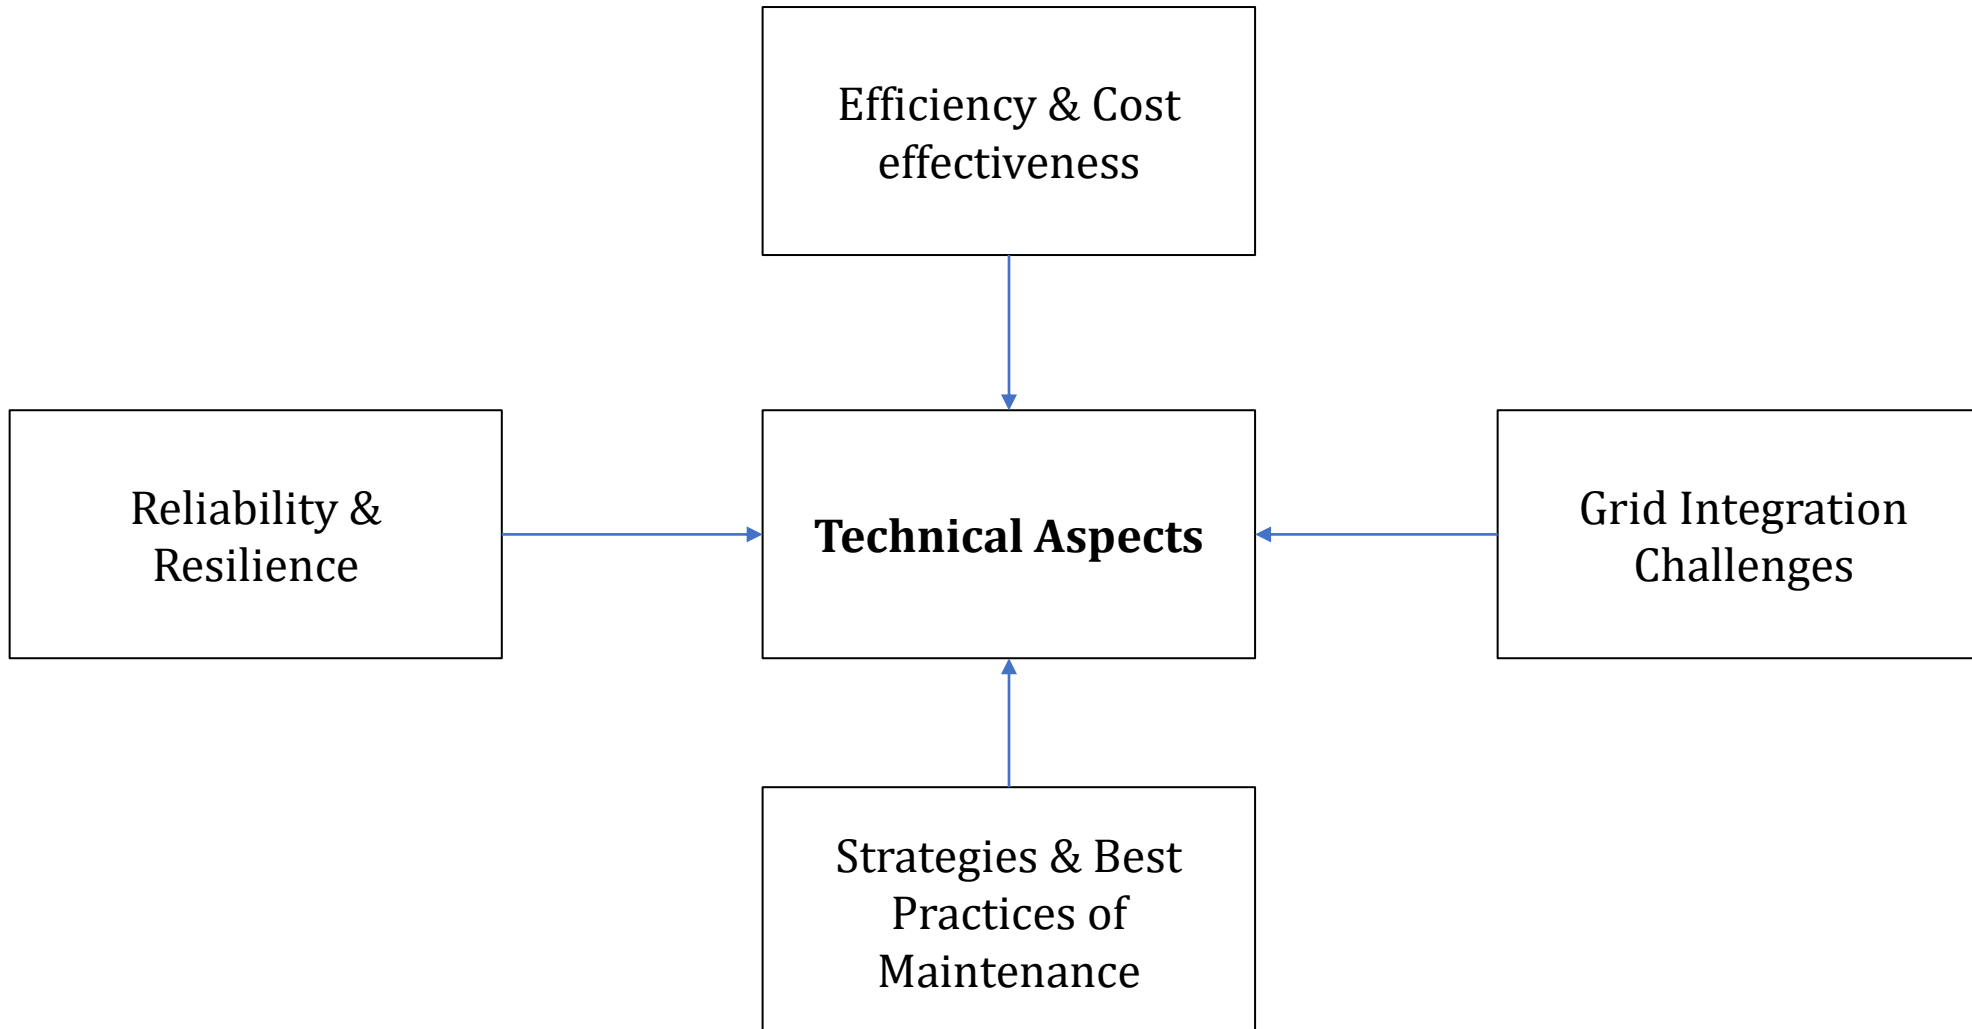 Efficiency & Cost
effectiveness
Reliability &
Resilience
Technical Aspects
Grid Integration
Challenges
Strategies & Best
Practices of
Maintenance